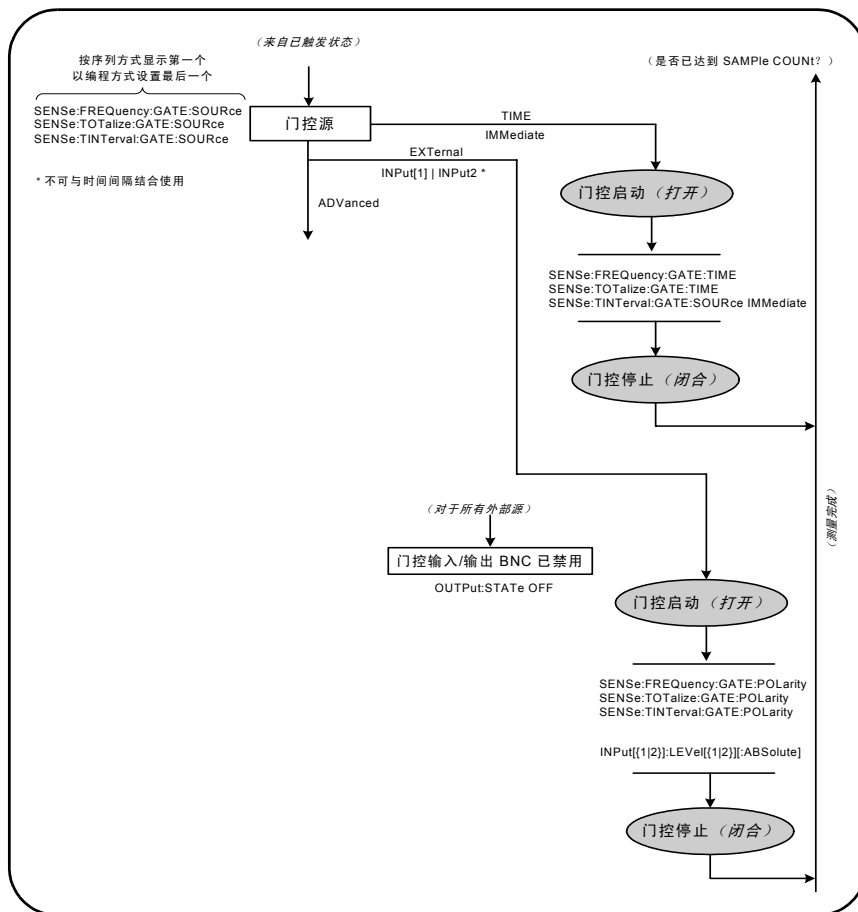 （来自已触发状态）
按序列方式显示第一个
以编程方式设置最后一个
（是否已达到 SAMPle COUNt？）
SENSe:FREQuency:GATE:SOURce
SENSe:TOTalize:GATE:SOURce
SENSe:TINTerval:GATE:SOURce
* 不可与时间间隔结合使用
门控源
TIME
IMMediate
EXTernal
INPut[1] | INPUt2 *
ADVanced
门控启动（打开）
SENSe:FREQuency:GATE:TIME
SENSe:TOTalize:GATE:TIME
SENSe:TINTerval:GATE:SOURce IMMediate
门控停止（闭合）
（测量完成）
（对于所有外部源）
门控输入/输出 BNC 已禁用
OUTPut:STATe OFF
门控启动（打开）
SENSe:FREQuency:GATE:POLarity
SENSe:TOTalize:GATE:POLarity
SENSe:TINTerval:GATE:POLarity
INPut[{1|2}]:LEVel[{1|2}][:ABSolute]
门控停止（闭合）